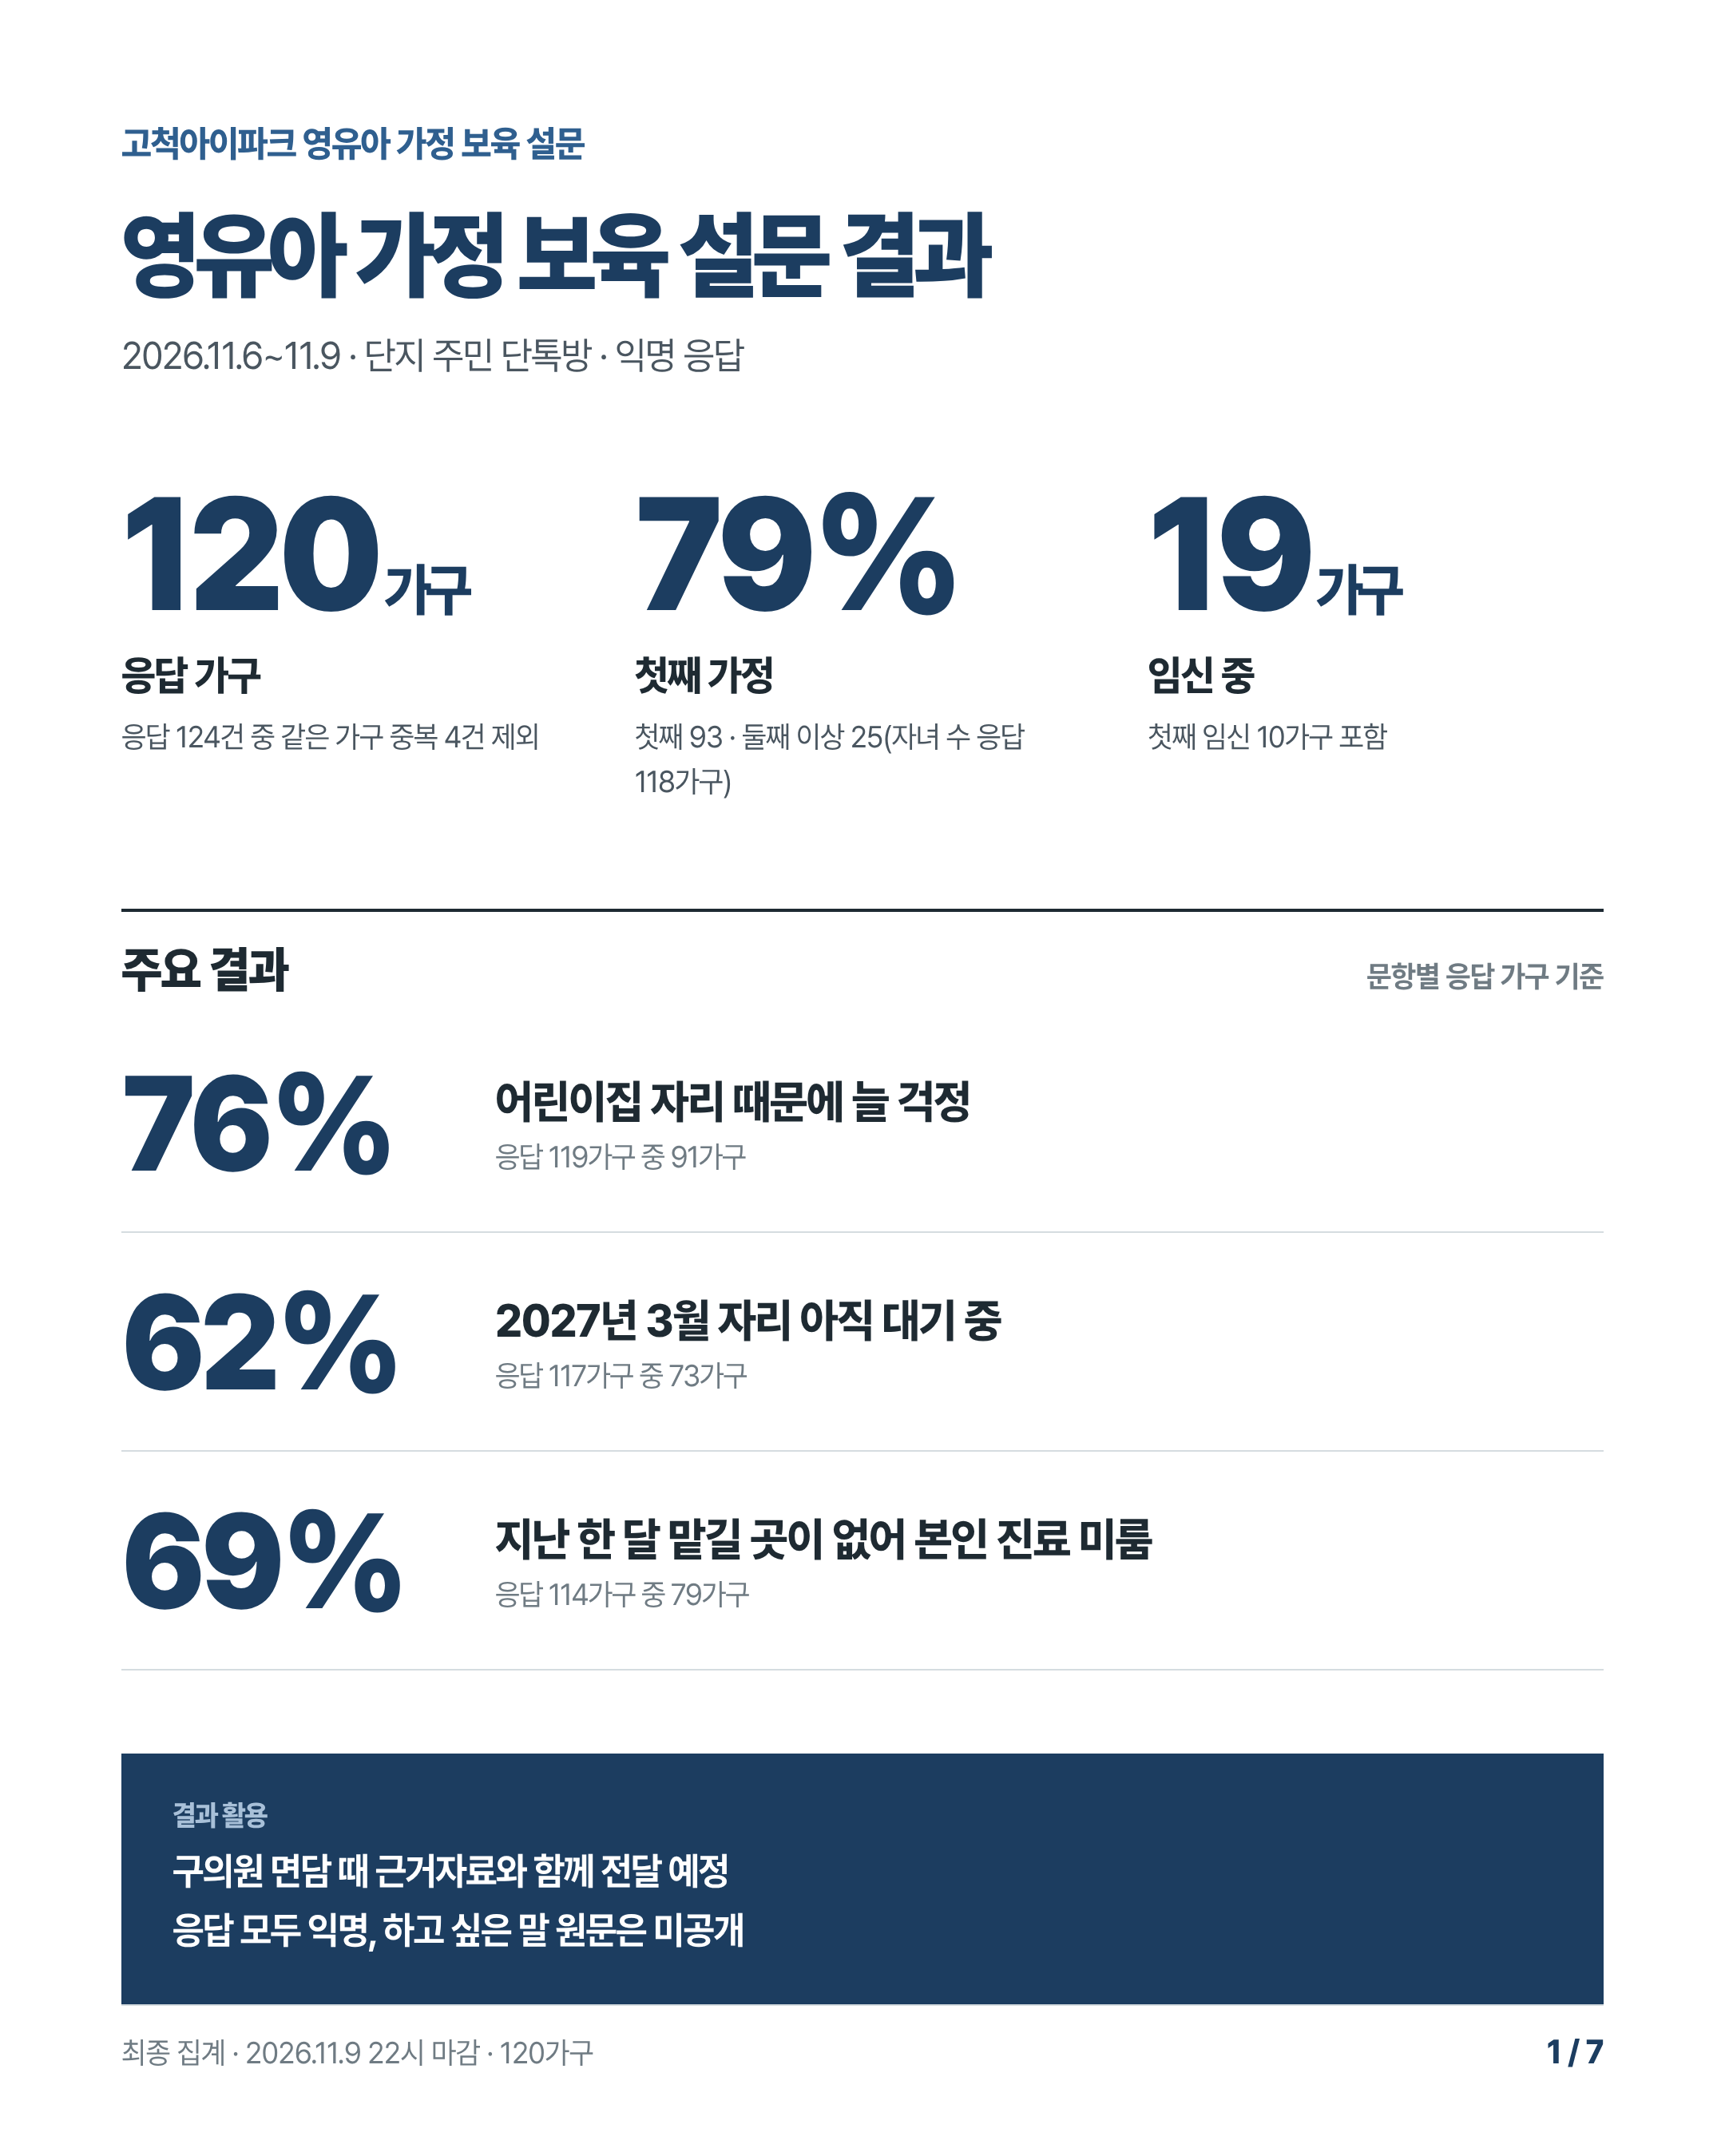 고척아이파크 영유아 가정 보육 설문
영유아 가정 보육 설문 결과
2026.11.6~11.9 · 단지 주민 단톡방 · 익명 응답
120가구
응답 가구
응답 124건 중 같은 가구 중복 4건 제외
79%
첫째 가정
첫째 93 · 둘째 이상 25(자녀 수 응답
118가구)
19가구
임신 중
첫째 임신 10가구 포함
주요 결과
문항별 응답 가구 기준
76%
어린이집 자리 때문에 늘 걱정
응답 119가구 중 91가구
62%
2027년 3월 자리 아직 대기 중
응답 117가구 중 73가구
69%
지난 한 달 맡길 곳이 없어 본인 진료 미룸
응답 114가구 중 79가구
결과 활용
구의원 면담 때 근거자료와 함께 전달 예정
응답 모두 익명, 하고 싶은 말 원문은 미공개
최종 집계 · 2026.11.9 22시 마감 · 120가구
1 / 7